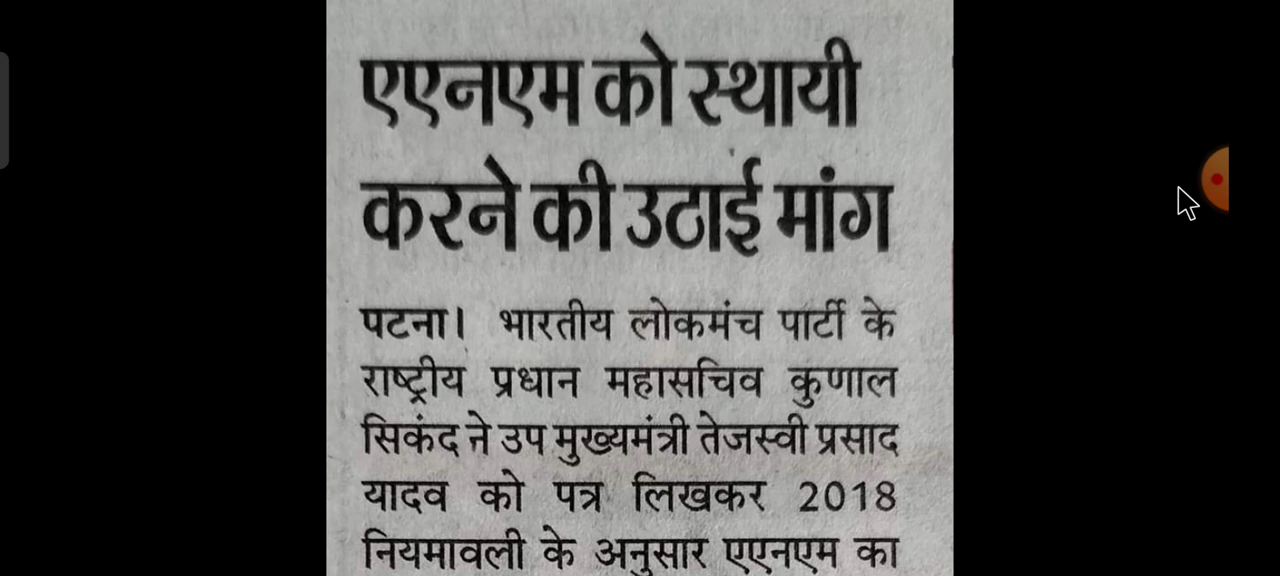 एएनएम को स्थायी
करने की उठाई मांग
पटना। भारतीय लोकमंच पार्टी के
राष्ट्रीय प्रधान महासचिव कुणाल
सिकंद ने उप मुख्यमंत्री तेजस्वी प्रसाद
यादव को पत्र लिखकर 2018
नियमावली के अनुसार एएनएम का